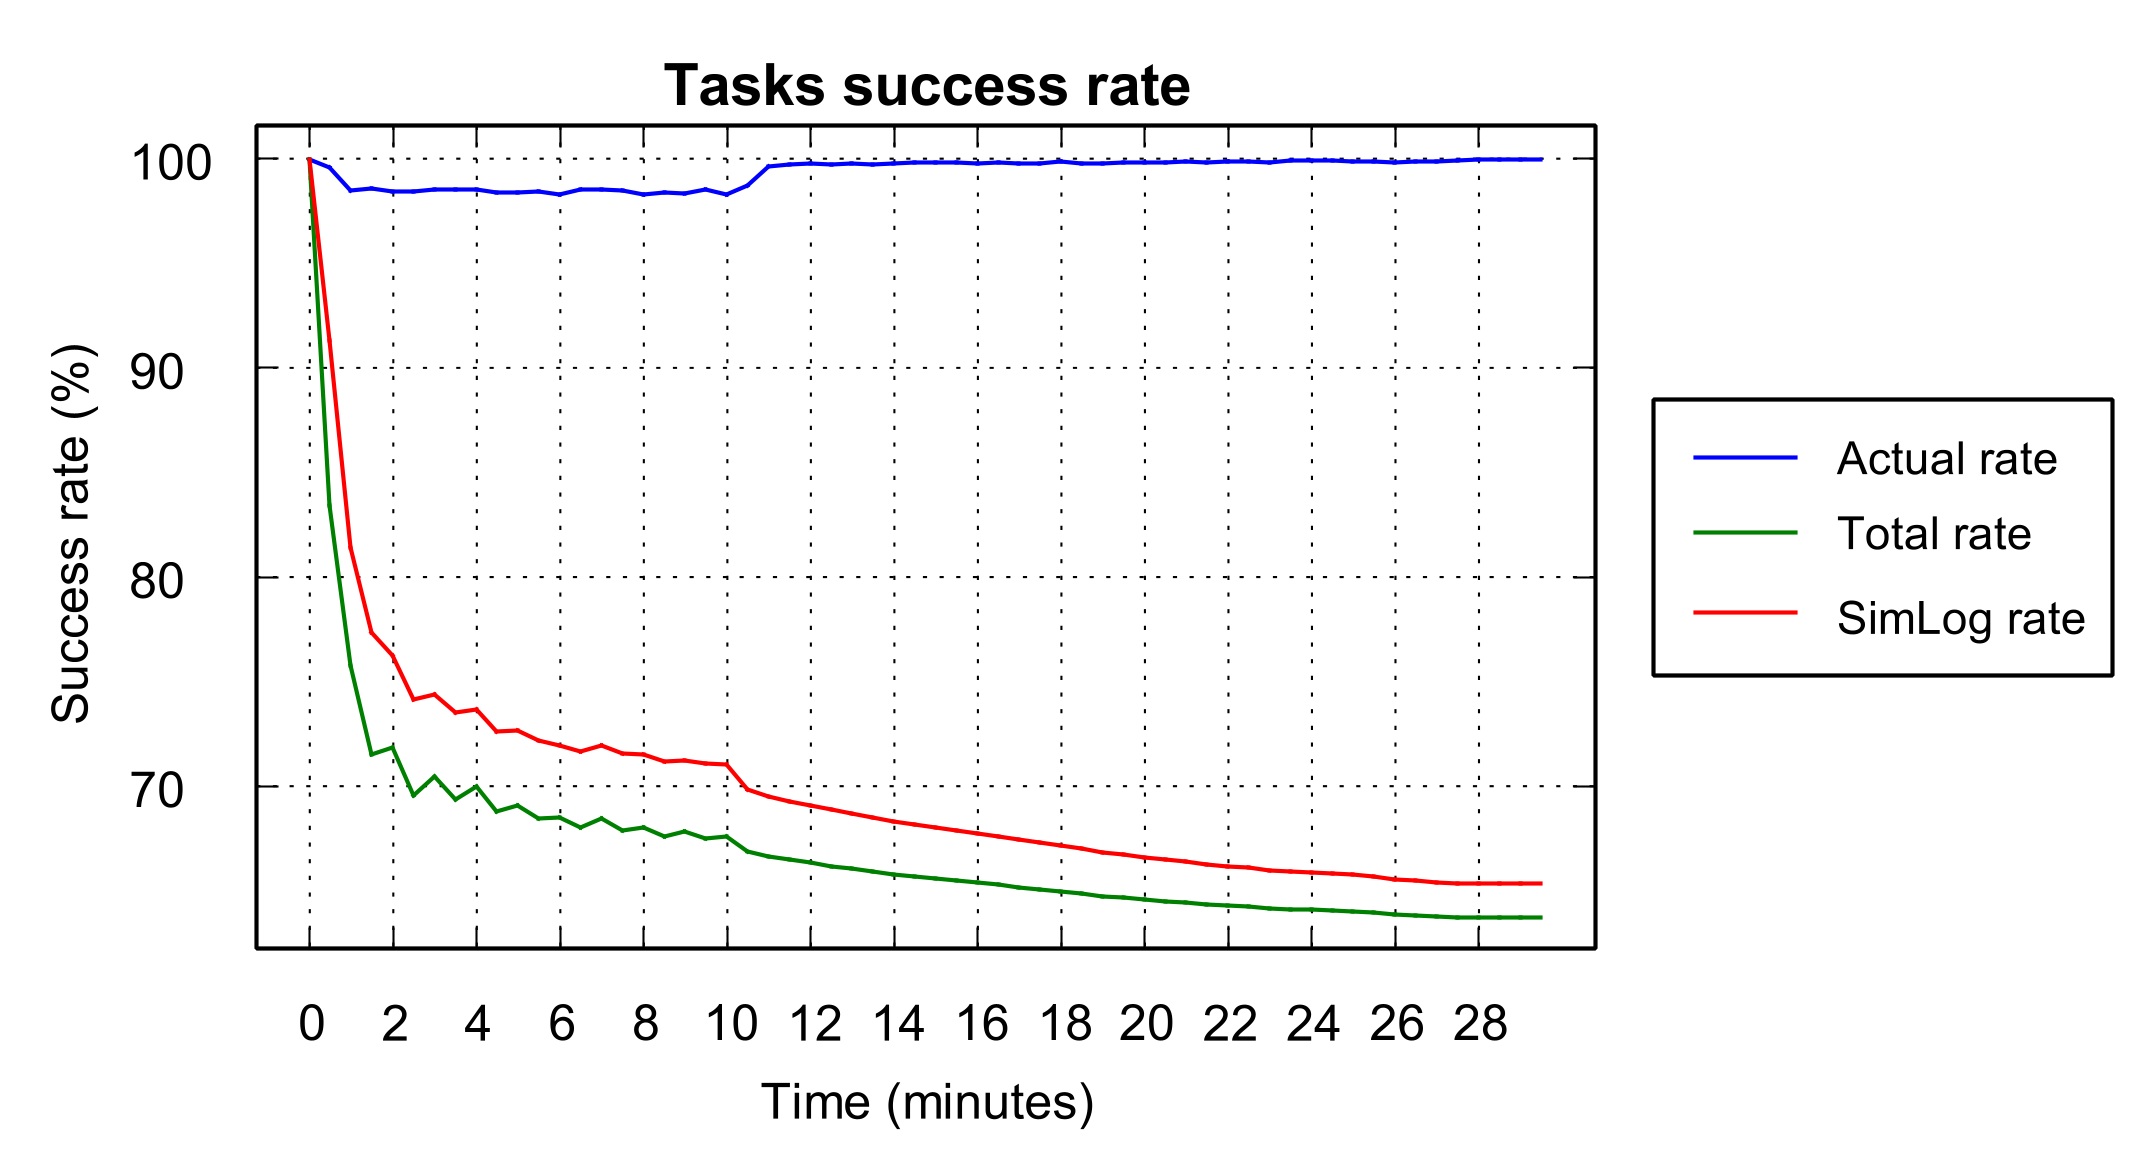 Tasks success rate
100
90
80
70
Success rate (%)
0 2 4 6 8 10 12 14 16 18 20 22 24 26 28
Time (minutes)
Actual rate
Total rate
SimLog rate